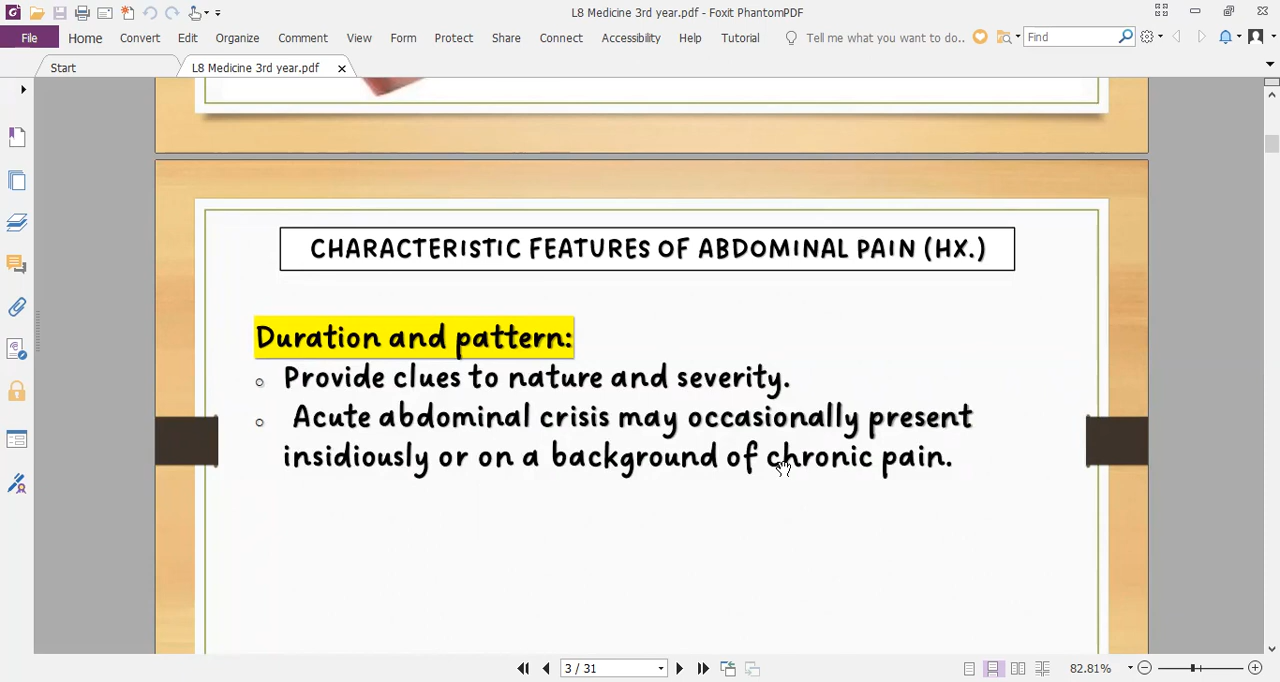 L8 Medicine 3rd year.pdf - Foxit PhantomPDF
File Home Convert Edit Organize Comment View Form Protect Share Connect Accessibility Help Tutorial Tell me what you want to do.. Find
Start L8 Medicine 3rd year.pdf
CHARACTERISTIC FEATURES OF ABDOMINAL PAIN (HX.)
Duration and pattern:
Provide clues to nature and severity.
Acute abdominal crisis may occasionally present
insidiously or on a background of chronic pain.
3 / 31 82.81%